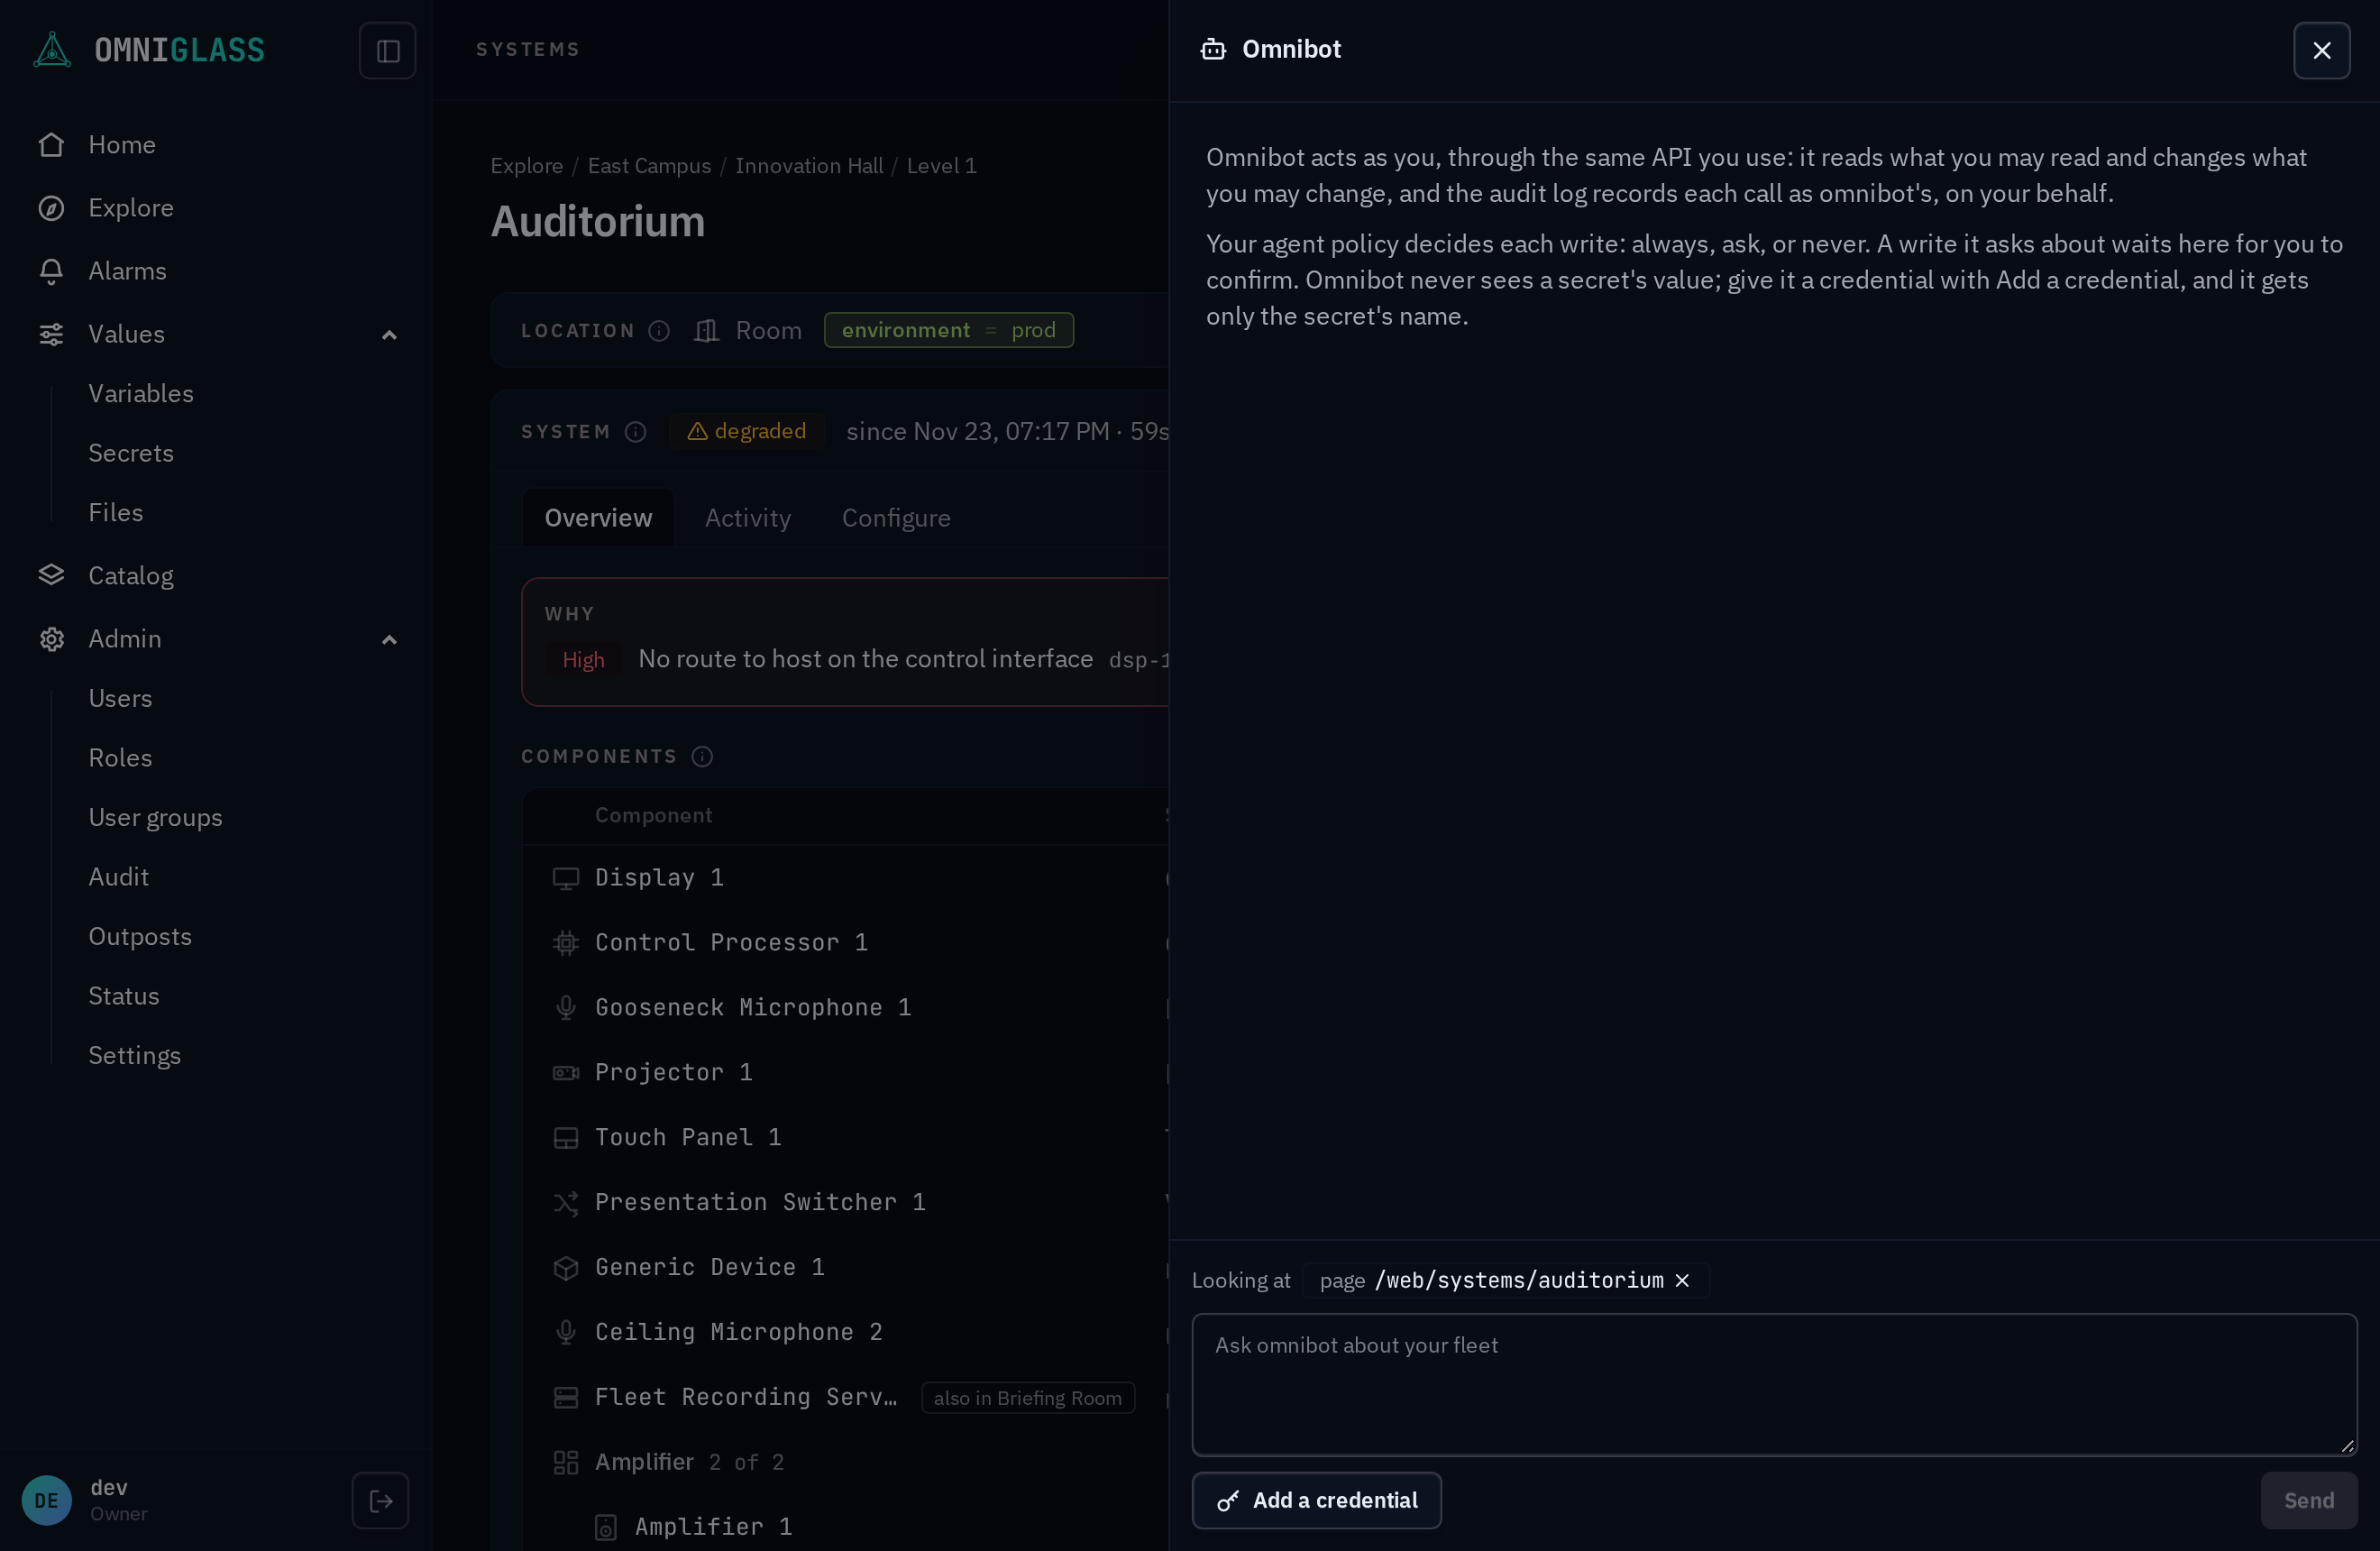 OMNIGLASS
Home
Explore
Alarms
Values
Variables
Secrets
Files
Catalog
Admin
Users
Roles
User groups
Audit
Outposts
Status
Settings
DE
dev
Owner
SYSTEMS
Explore / East Campus / Innovation Hall / Level 1
Auditorium
LOCATION Room environment = prod
SYSTEM degraded since Nov 23, 07:17 PM · 59s
Overview Activity Configure
WHY
High No route to host on the control interface dsp-1
COMPONENTS
Component
Display 1
Control Processor 1
Gooseneck Microphone 1
Projector 1
Touch Panel 1
Presentation Switcher 1
Generic Device 1
Ceiling Microphone 2
Fleet Recording Serv… also in Briefing Room
Amplifier 2 of 2
Amplifier 1
Omnibot
Omnibot acts as you, through the same API you use: it reads what you may read and changes what
you may change, and the audit log records each call as omnibot's, on your behalf.
Your agent policy decides each write: always, ask, or never. A write it asks about waits here for you to
confirm. Omnibot never sees a secret's value; give it a credential with Add a credential, and it gets
only the secret's name.
Looking at page /web/systems/auditorium
Ask omnibot about your fleet
Add a credential
Send